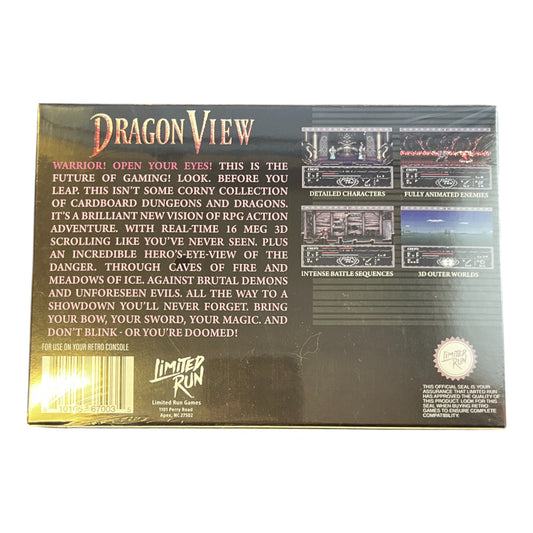 DRAGON VIEW
WARRIOR! OPEN YOUR EYES! THIS IS THE
FUTURE OF GAMING! LOOK. BEFORE YOU
LEAP. THIS ISN'T SOME CORNY COLLECTION
OF CARDBOARD DUNGEONS AND DRAGONS.
IT'S A BRILLIANT NEW VISION OF RPG ACTION
ADVENTURE. WITH REAL-TIME 16 MEG 3D
SCROLLING LIKE YOU'VE NEVER SEEN. PLUS
AN INCREDIBLE HERO'S-EYE-VIEW OF THE
DANGER. THROUGH CAVES OF FIRE AND
MEADOWS OF ICE. AGAINST BRUTAL DEMONS
AND UNFORESEEN EVILS. ALL THE WAY TO A
SHOWDOWN YOU'LL NEVER FORGET. BRING
YOUR BOW, YOUR SWORD, YOUR MAGIC. AND
DON'T BLINK - OR YOU'RE DOOMED!
FOR USE ON YOUR RETRO CONSOLE
DETAILED CHARACTERS
FULLY ANIMATED ENEMIES
INTENSE BATTLE SEQUENCES
3D OUTER WORLDS
LIMITED
RUN
Limited Run Games
1101 Perry Road
Apex, NC 27502
LIMITED
RUN
THIS OFFICIAL SEAL IS YOUR
ASSURANCE THAT LIMITED RUN
HAS APPROVED THE QUALITY OF
THIS PRODUCT. LOOK FOR THIS
SEAL WHEN BUYING RETRO
GAMES TO ENSURE COMPLETE
COMPATIBILITY.